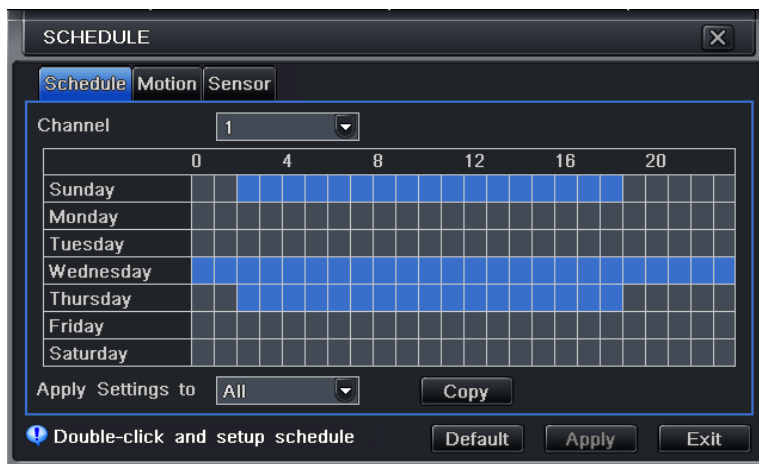 SCHEDULE
Schedule Motion Sensor
Channel 1
0 4 8 12 16 20
Sunday
Monday
Tuesday
Wednesday
Thursday
Friday
Saturday
Apply Settings to All Copy
Double-click and setup schedule Default Apply Exit